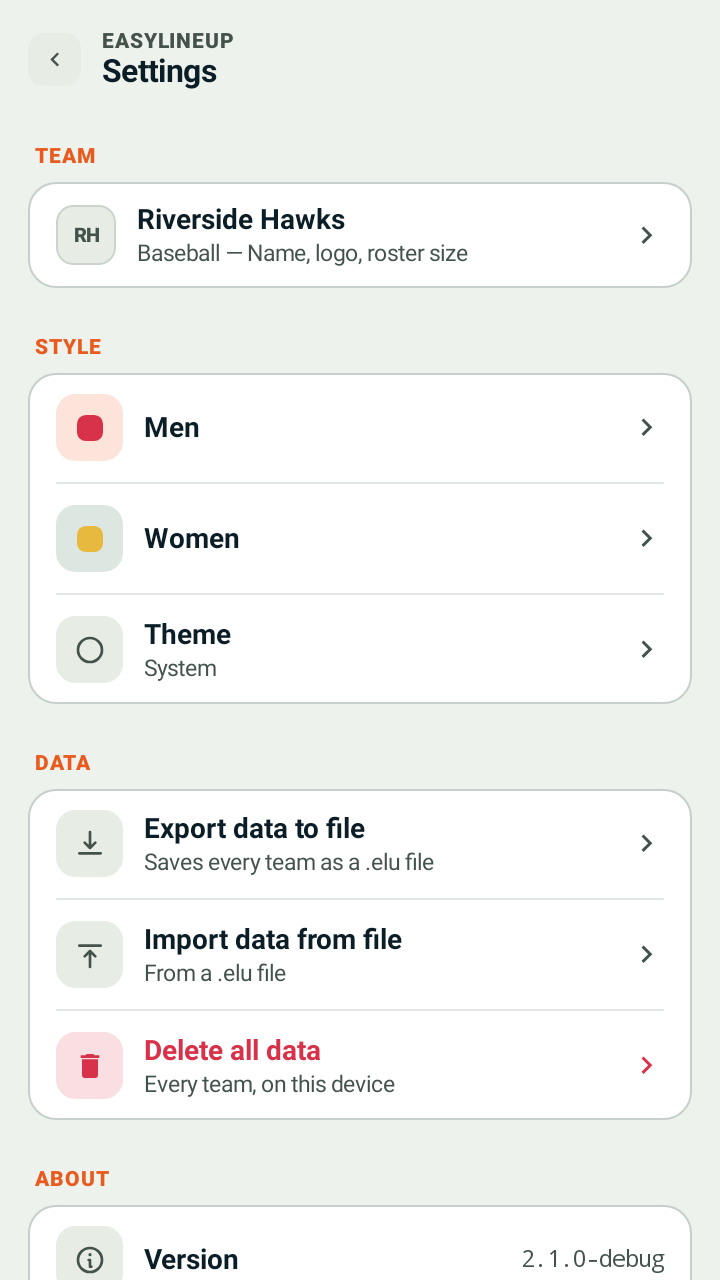 EASYLINEUP
Settings
TEAM
RH
Riverside Hawks
Baseball — Name, logo, roster size
STYLE
Men
Women
Theme
System
DATA
Export data to file
Saves every team as a .elu file
Import data from file
From a .elu file
Delete all data
Every team, on this device
ABOUT
Version
2.1.0-debug